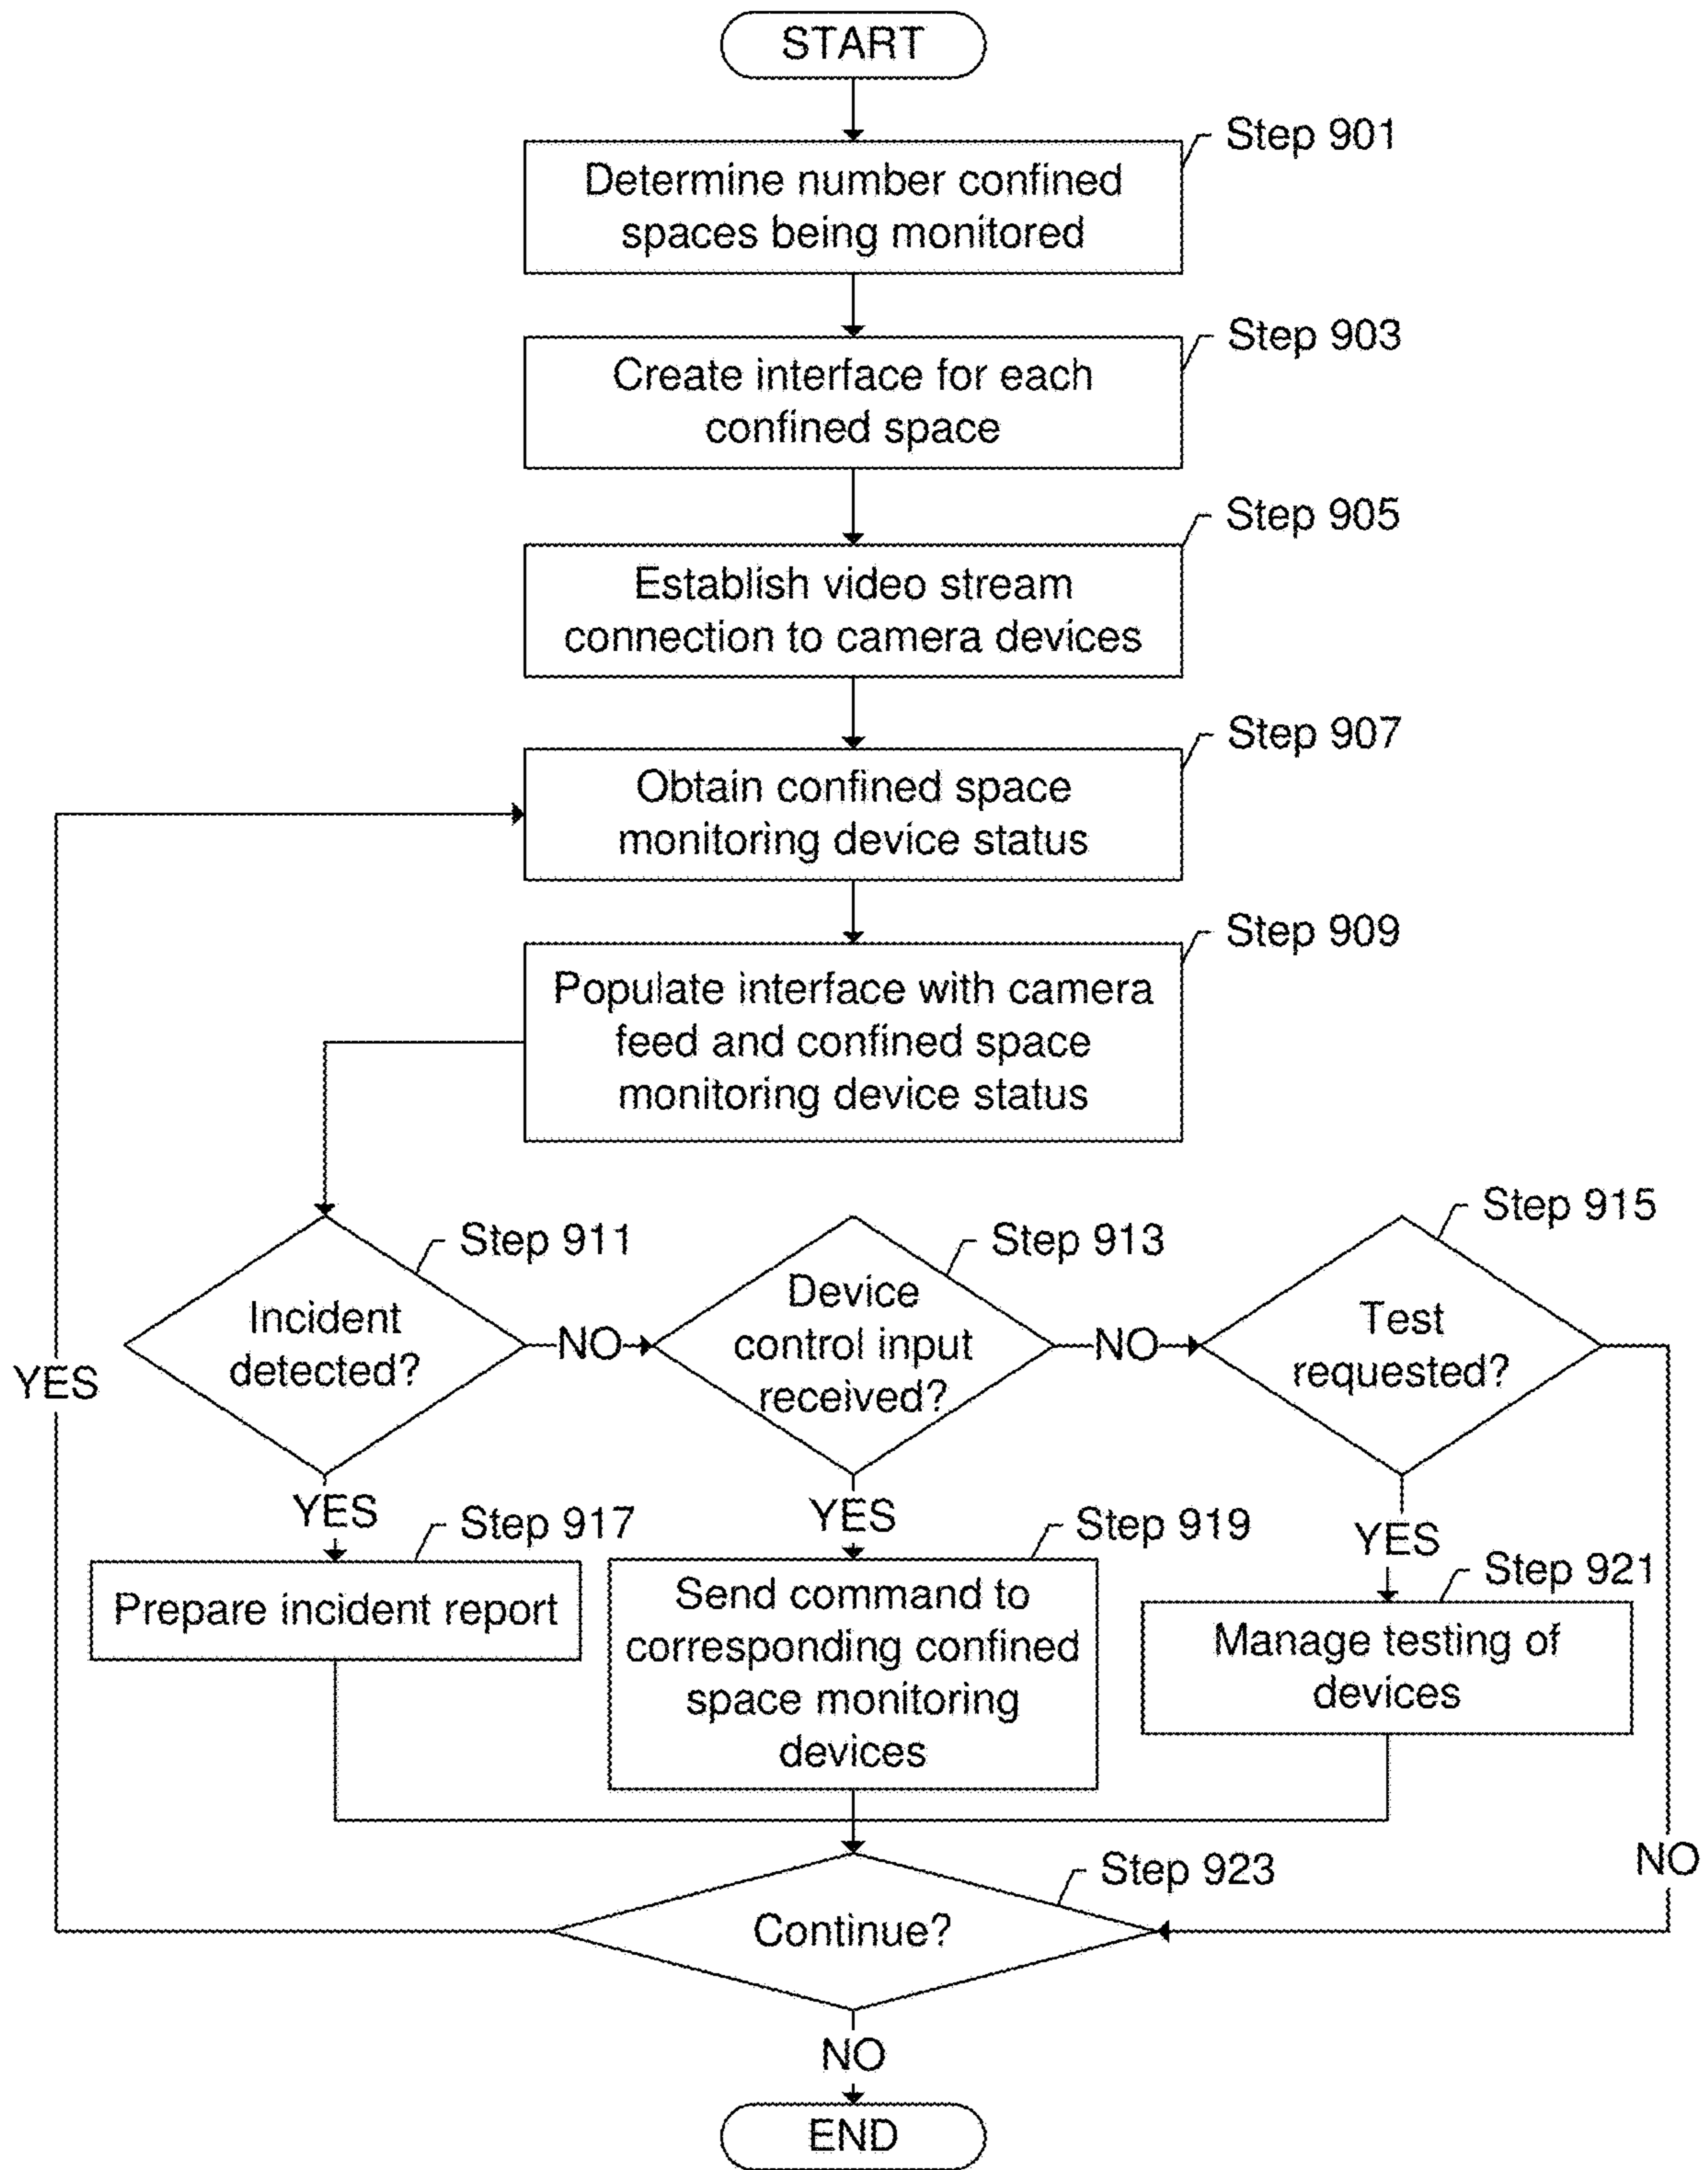 START
Step 901
Determine number confined
spaces being monitored
Step 903
Create interface for each
confined space
Step 905
Establish video stream
connection to camera devices
Step 907
Obtain confined space
monitoring device status
Step 909
Populate interface with camera
feed and confined space
monitoring device status
Step 911
Incident
detected?
NO
Step 913
Device
control input
received?
NO
Step 915
Test
requested?
YES
YES
Step 917
Prepare incident report
YES
Step 919
Send command to
corresponding confined
space monitoring
devices
YES
Step 921
Manage testing of
devices
NO
Step 923
Continue?
NO
END